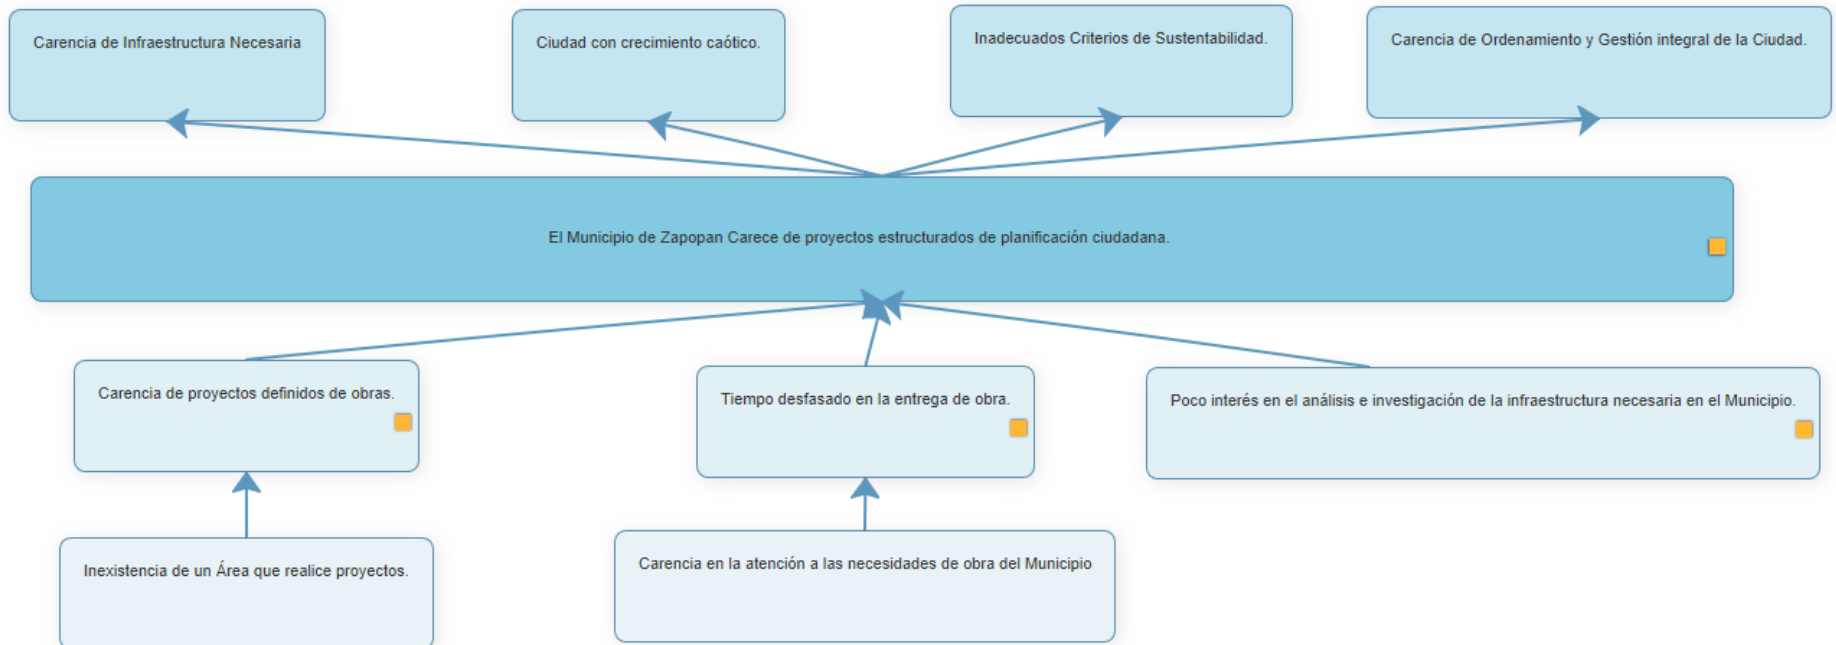 Carencia de Infraestructura Necesaria
Ciudad con crecimiento caótico.
Inadecuados Criterios de Sustentabilidad.
Carencia de Ordenamiento y Gestión integral de la Ciudad.
El Municipio de Zapopan Carece de proyectos estructurados de planificación ciudadana.
Carencia de proyectos definidos de obras.
Tiempo desfasado en la entrega de obra.
Poco interés en el análisis e investigación de la infraestructura necesaria en el Municipio.
Inexistencia de un Área que realice proyectos.
Carencia en la atención a las necesidades de obra del Municipio